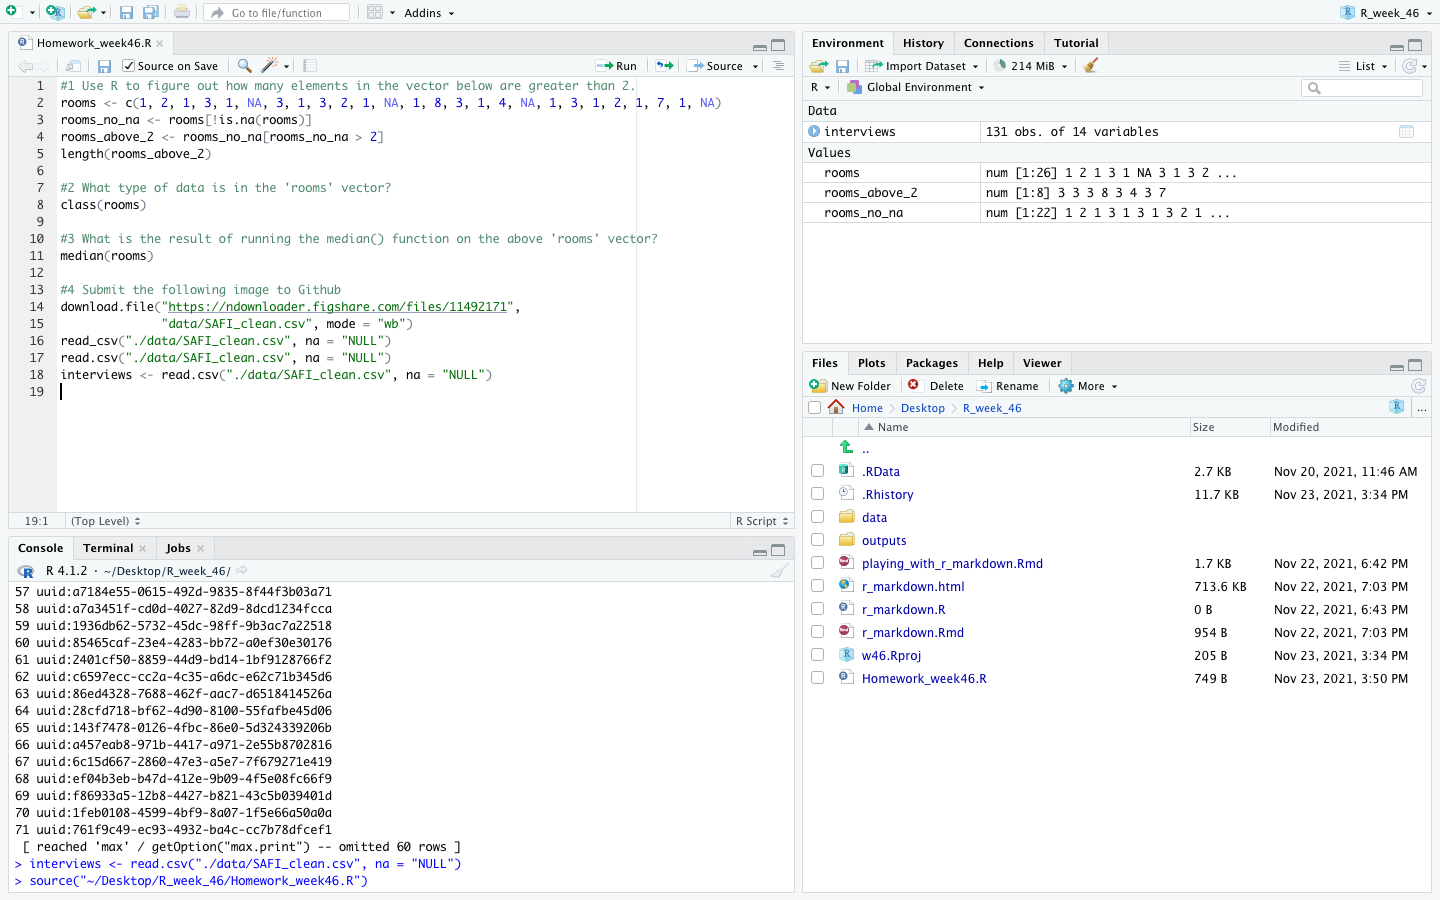 Go to file/function
Addins
R_week_46
Homework_week46.R
Source on Save
Run
Source
1 #1 Use R to figure out how many elements in the vector below are greater than 2.
2 rooms <- c(1, 2, 1, 3, 1, NA, 3, 1, 3, 2, 1, NA, 1, 8, 3, 1, 4, NA, 1, 3, 1, 2, 1, 7, 1, NA)
3 rooms_no_na <- rooms[!is.na(rooms)]
4 rooms_above_2 <- rooms_no_na[rooms_no_na > 2]
5 length(rooms_above_2)
6
7 #2 What type of data is in the 'rooms' vector?
8 class(rooms)
9
10 #3 What is the result of running the median() function on the above 'rooms' vector?
11 median(rooms)
12
13 #4 Submit the following image to Github
14 download.file("https://ndownloader.figshare.com/files/11492171",
15 "data/SAFI_clean.csv", mode = "wb")
16 read_csv("./data/SAFI_clean.csv", na = "NULL")
17 read.csv("./data/SAFI_clean.csv", na = "NULL")
18 interviews <- read.csv("./data/SAFI_clean.csv", na = "NULL")
19
19:1 (Top Level) R Script
Console Terminal Jobs
R 4.1.2 · ~/Desktop/R_week_46/
57 uuid:a7184e55-0615-492d-9835-8f44f3b03a71
58 uuid:a7a3451f-cd0d-4027-82d9-8dcd1234fcca
59 uuid:1936db62-5732-45dc-98ff-9b3ac7a22518
60 uuid:85465caf-23e4-4283-bb72-a0ef30e30176
61 uuid:2401cf50-8859-44d9-bd14-1bf9128766f2
62 uuid:c6597ecc-cc2a-4c35-a6dc-e62c71b345d6
63 uuid:86ed4328-7688-462f-aac7-d6518414526a
64 uuid:28cfd718-bf62-4d90-8100-55fafbe45d06
65 uuid:143f7478-0126-4fbc-86e0-5d324339206b
66 uuid:a457eab8-971b-4417-a971-2e55b8702816
67 uuid:6c15d667-2860-47e3-a5e7-7f679271e419
68 uuid:ef04b3eb-b47d-412e-9b09-4f5e08fc66f9
69 uuid:f86933a5-12b8-4427-b821-43c5b039401d
70 uuid:1feb0108-4599-4bf9-8a07-1f5e66a50a0a
71 uuid:761f9c49-ec93-4932-ba4c-cc7b78dfcef1
[ reached 'max' / getOption("max.print") -- omitted 60 rows ]
> interviews <- read.csv("./data/SAFI_clean.csv", na = "NULL")
> source("~/Desktop/R_week_46/Homework_week46.R")
Environment History Connections Tutorial
Import Dataset 214 MiB List
R Global Environment
Data
interviews 131 obs. of 14 variables
Values
rooms num [1:26] 1 2 1 3 1 NA 3 1 3 2 ...
rooms_above_2 num [1:8] 3 3 3 8 3 4 3 7
rooms_no_na num [1:22] 1 2 1 3 1 3 1 3 2 1 ...
Files Plots Packages Help Viewer
New Folder Delete Rename More
Home Desktop R_week_46 ...
Name Size Modified
..
.RData 2.7 KB Nov 20, 2021, 11:46 AM
.Rhistory 11.7 KB Nov 23, 2021, 3:34 PM
data
outputs
playing_with_r_markdown.Rmd 1.7 KB Nov 22, 2021, 6:42 PM
r_markdown.html 713.6 KB Nov 22, 2021, 7:03 PM
r_markdown.R 0 B Nov 22, 2021, 6:43 PM
r_markdown.Rmd 954 B Nov 22, 2021, 7:03 PM
w46.Rproj 205 B Nov 23, 2021, 3:34 PM
Homework_week46.R 749 B Nov 23, 2021, 3:50 PM